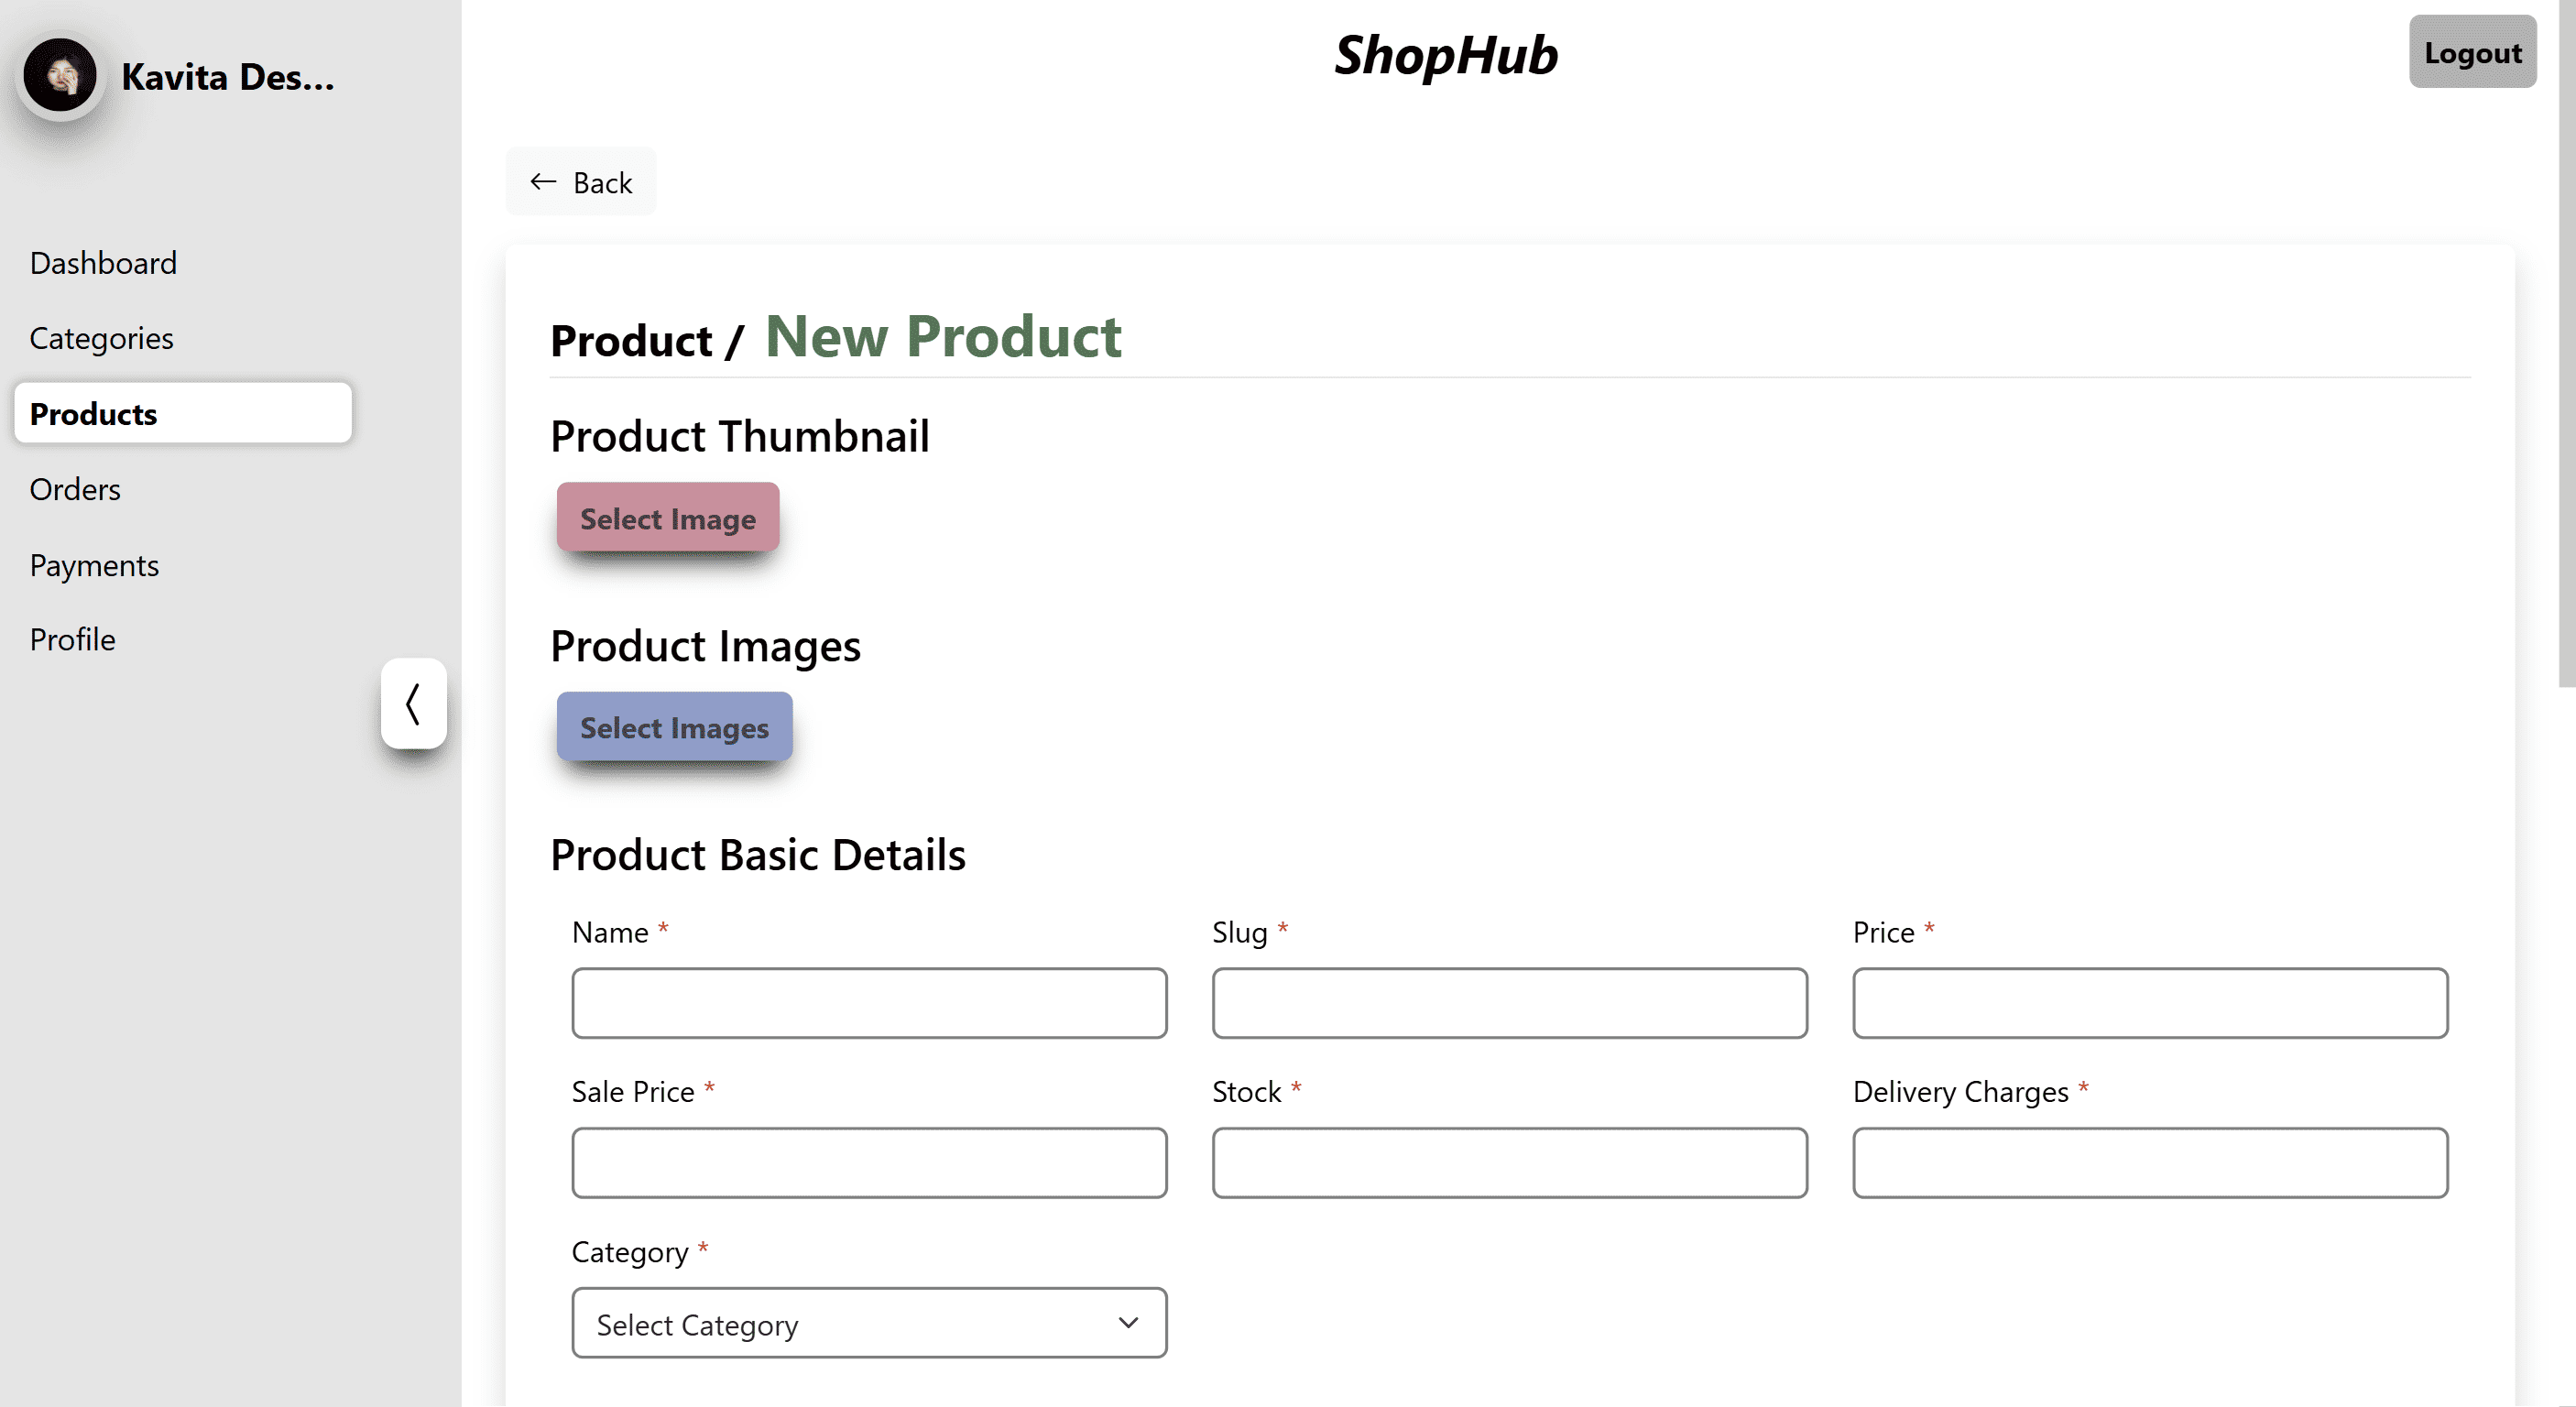 Kavita Des...
ShopHub
Logout
Back
Dashboard
Categories
Products
Orders
Payments
Profile
Product / New Product
Product Thumbnail
Select Image
Product Images
Select Images
Product Basic Details
Name *
Slug *
Price *
Sale Price *
Stock *
Delivery Charges *
Category *
Select Category